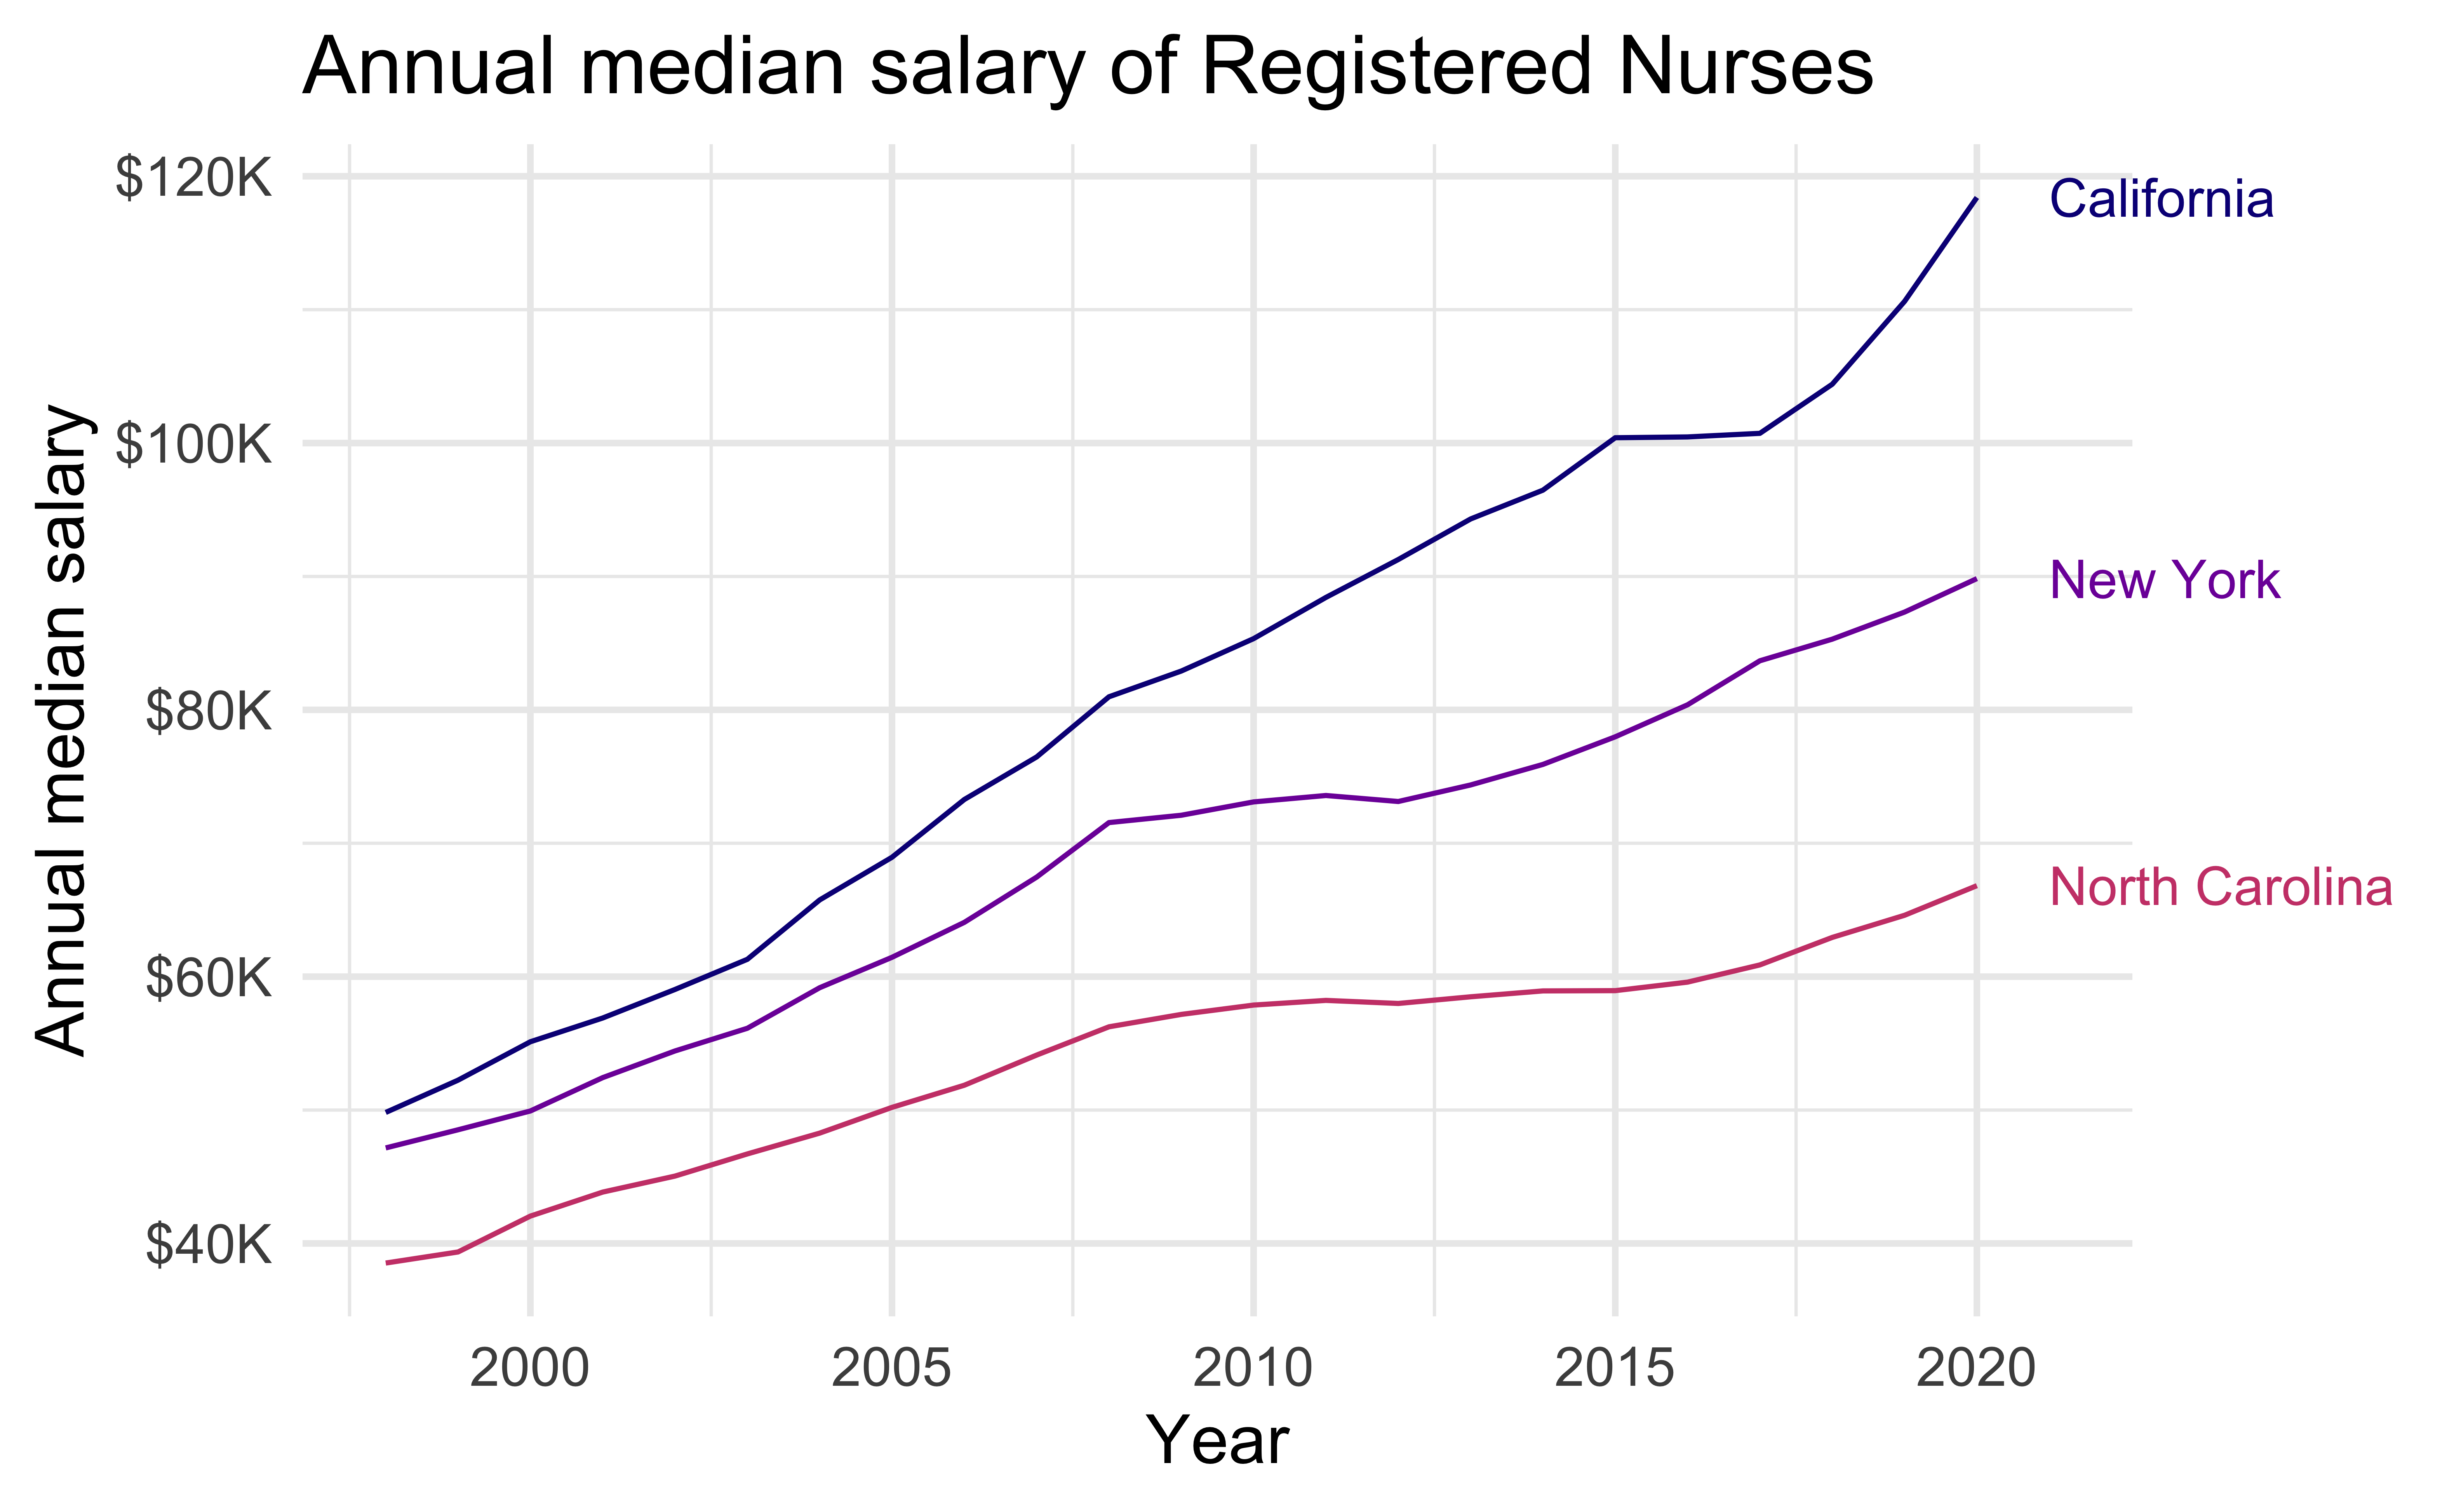 Annual median salary of Registered Nurses
Annual median salary
$120K
$100K
$80K
$60K
$40K
California
New York
North Carolina
2000 2005 2010 2015 2020
Year